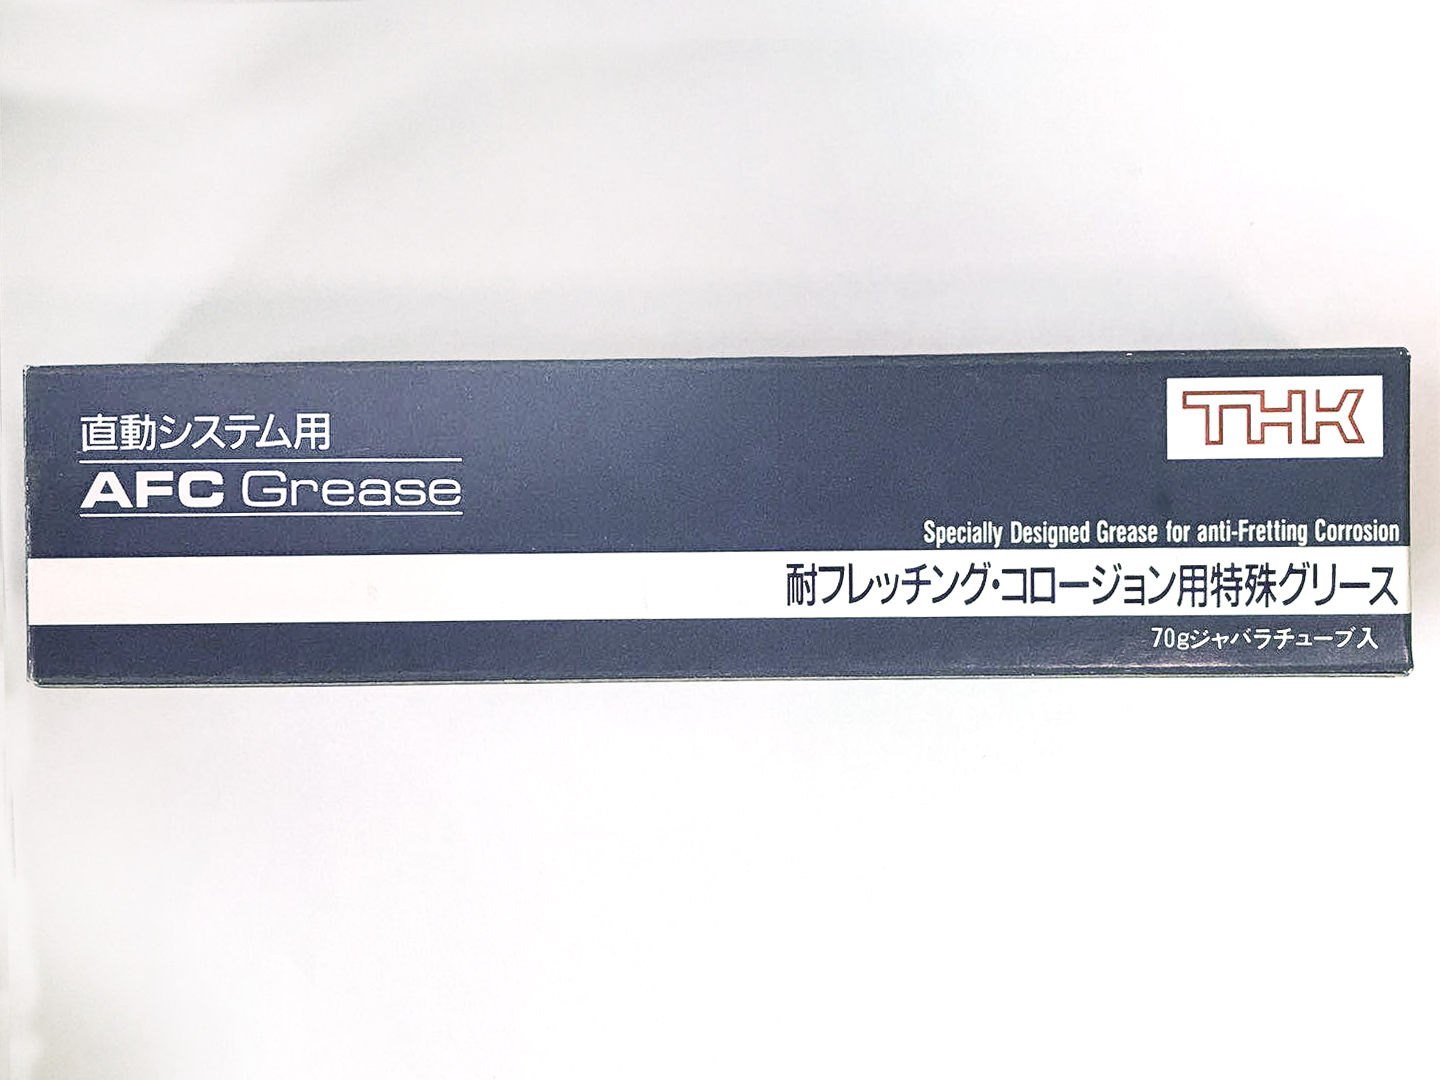 直動システム用
AFC Grease
THK
Specially Designed Grease for anti-Fretting Corrosion
耐フレッチング・コロージョン用特殊グリース
70gジャバラチューブ入